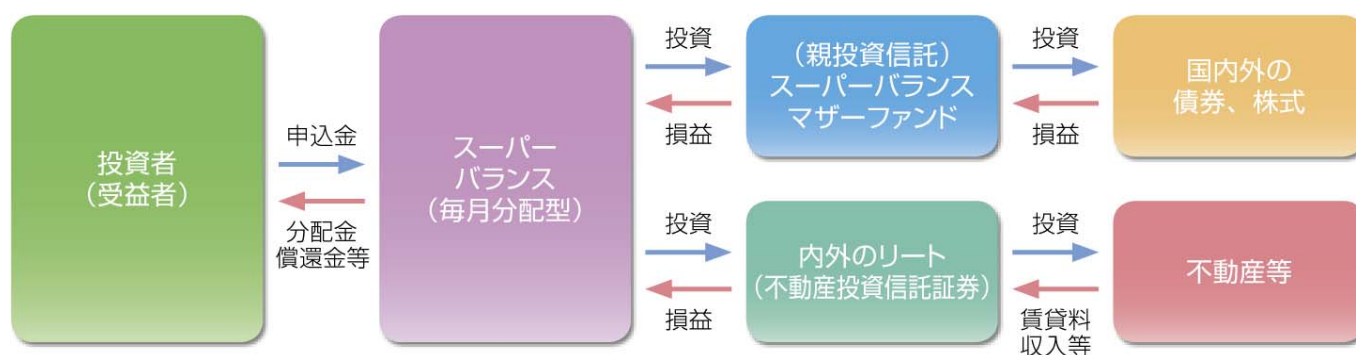 投資者
（受益者）
申込金
分配金
償還金等
スーパー
バランス
（毎月分配型）
投資
損益
（親投資信託）
スーパーバランス
マザーファンド
投資
損益
国内外の
債券、株式
投資
損益
内外のリート
（不動産投資信託証券）
投資
賃貸料
収入等
不動産等